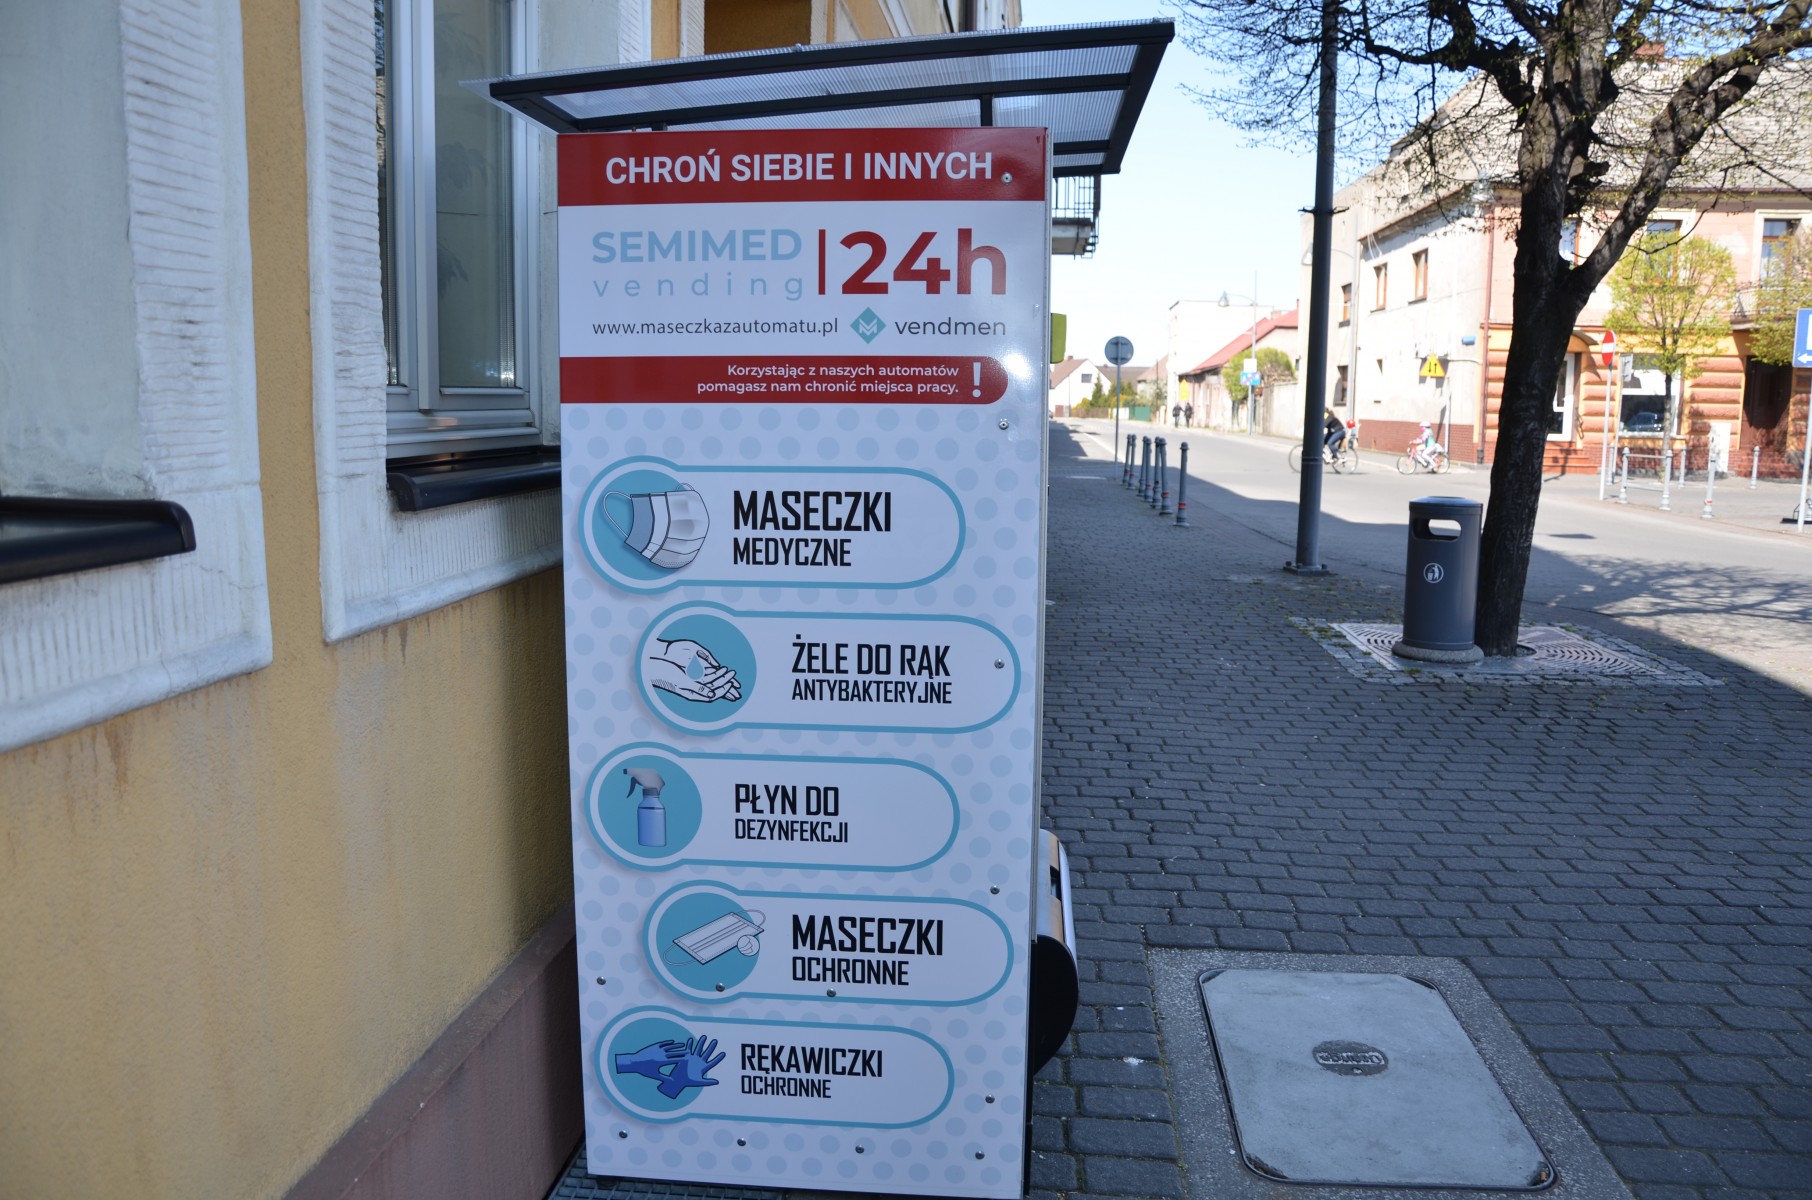 CHROŃ SIEBIE I INNYCH
SEMIMED
vending
24h
www.maseczkazautomatu.pl
vendmen
Korzystając z naszych automatów
pomagasz nam chronić miejsca pracy.
!
MASECZKI
MEDYCZNE
ŻELE DO RĄK
ANTYBAKTERYJNE
PŁYN DO
DEZYNFEKCJI
MASECZKI
OCHRONNE
RĘKAWICZKI
OCHRONNE